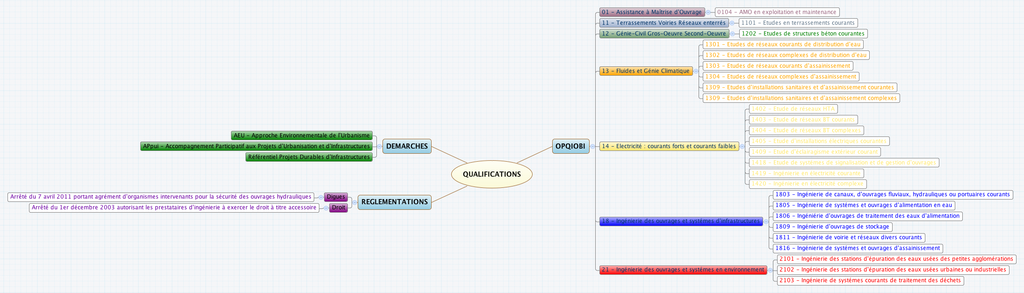 QUALIFICATIONS
DEMARCHES
AEU - Approche Environnementale de l'Urbanisme
APpui - Accompagnement Participatif aux Projets d'Urbanisation et d'Infrastructures
Référentiel Projets Durables d'Infrastructures
REGLEMENTATIONS
Digues
Arrêté du 7 avril 2011 portant agrément d'organismes intervenants pour la sécurité des ouvrages hydrauliques
Droit
Arrêté du 1er décembre 2003 autorisant les prestataires d'ingénierie à exercer le droit à titre accessoire
OPQIOBI
01 - Assistance à Maîtrise d'Ouvrage
0104 - AMO en exploitation et maintenance
11 - Terrassements Voiries Réseaux enterrés
1101 - Etudes en terrassements courants
12 - Génie-Civil Gros-Oeuvre Second-Oeuvre
1202 - Etudes de structures béton courantes
13 - Fluides et Génie Climatique
1301 - Etudes de réseaux courants de distribution d'eau
1302 - Etudes de réseaux complexes de distribution d'eau
1303 - Etudes de réseaux courants d'assainissement
1304 - Etudes de réseaux complexes d'assainissement
1309 - Etudes d'installations sanitaires et d'assainissement courantes
1309 - Etudes d'installations sanitaires et d'assainissement complexes
14 - Electricité : courants forts et courants faibles
18 - Ingénierie des ouvrages et systèmes d'infrastructures
1803 - Ingénierie de canaux, d'ouvrages fluviaux, hydrauliques ou portuaires courants
1805 - Ingénierie de systèmes et ouvrages d'alimentation en eau
1806 - Ingénierie d'ouvrages de traitement des eaux d'alimentation
1809 - Ingénierie d'ouvrages de stockage
1811 - Ingénierie de voirie et réseaux divers courants
1816 - Ingénierie de systèmes et ouvrages d'assainissement
21 - Ingénierie des ouvrages et systèmes en environnement
2101 - Ingénierie des stations d'épuration des eaux usées des petites agglomérations
2102 - Ingénierie des stations d'épuration des eaux usées urbaines ou industrielles
2103 - Ingénierie de systèmes courants de traitement des déchets